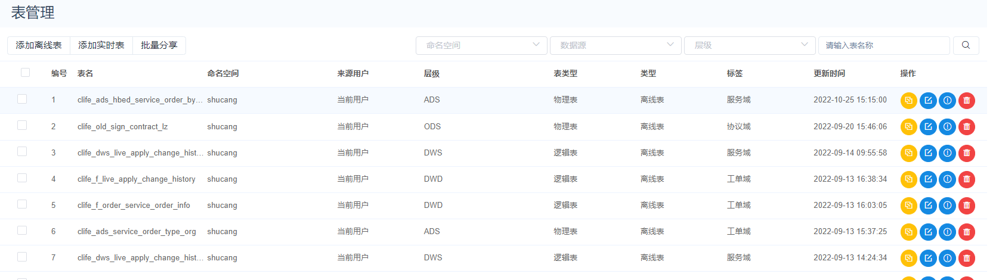 表管理
添加离线表 添加实时表 批量分享 命名空间 数据源 层级 请输入表名称
编号 表名 命名空间 来源用户 层级 表类型 类型 标签 更新时间 操作
1 clife_ads_hbed_service_order_by... shucang 当前用户 ADS 物理表 离线表 服务域 2022-10-25 15:15:00
2 clife_old_sign_contract_lz shucang 当前用户 ODS 物理表 离线表 协议域 2022-09-20 15:46:06
3 clife_dws_live_apply_change_hist... shucang 当前用户 DWS 逻辑表 离线表 服务域 2022-09-14 09:55:58
4 clife_f_live_apply_change_history shucang 当前用户 DWD 逻辑表 离线表 工单域 2022-09-13 16:38:34
5 clife_f_order_service_order_info shucang 当前用户 DWD 逻辑表 离线表 工单域 2022-09-13 16:03:05
6 clife_ads_service_order_type_org shucang 当前用户 ADS 物理表 离线表 工单域 2022-09-13 15:37:25
7 clife_dws_live_apply_change_hist... shucang 当前用户 DWS 逻辑表 离线表 服务域 2022-09-13 14:24:34